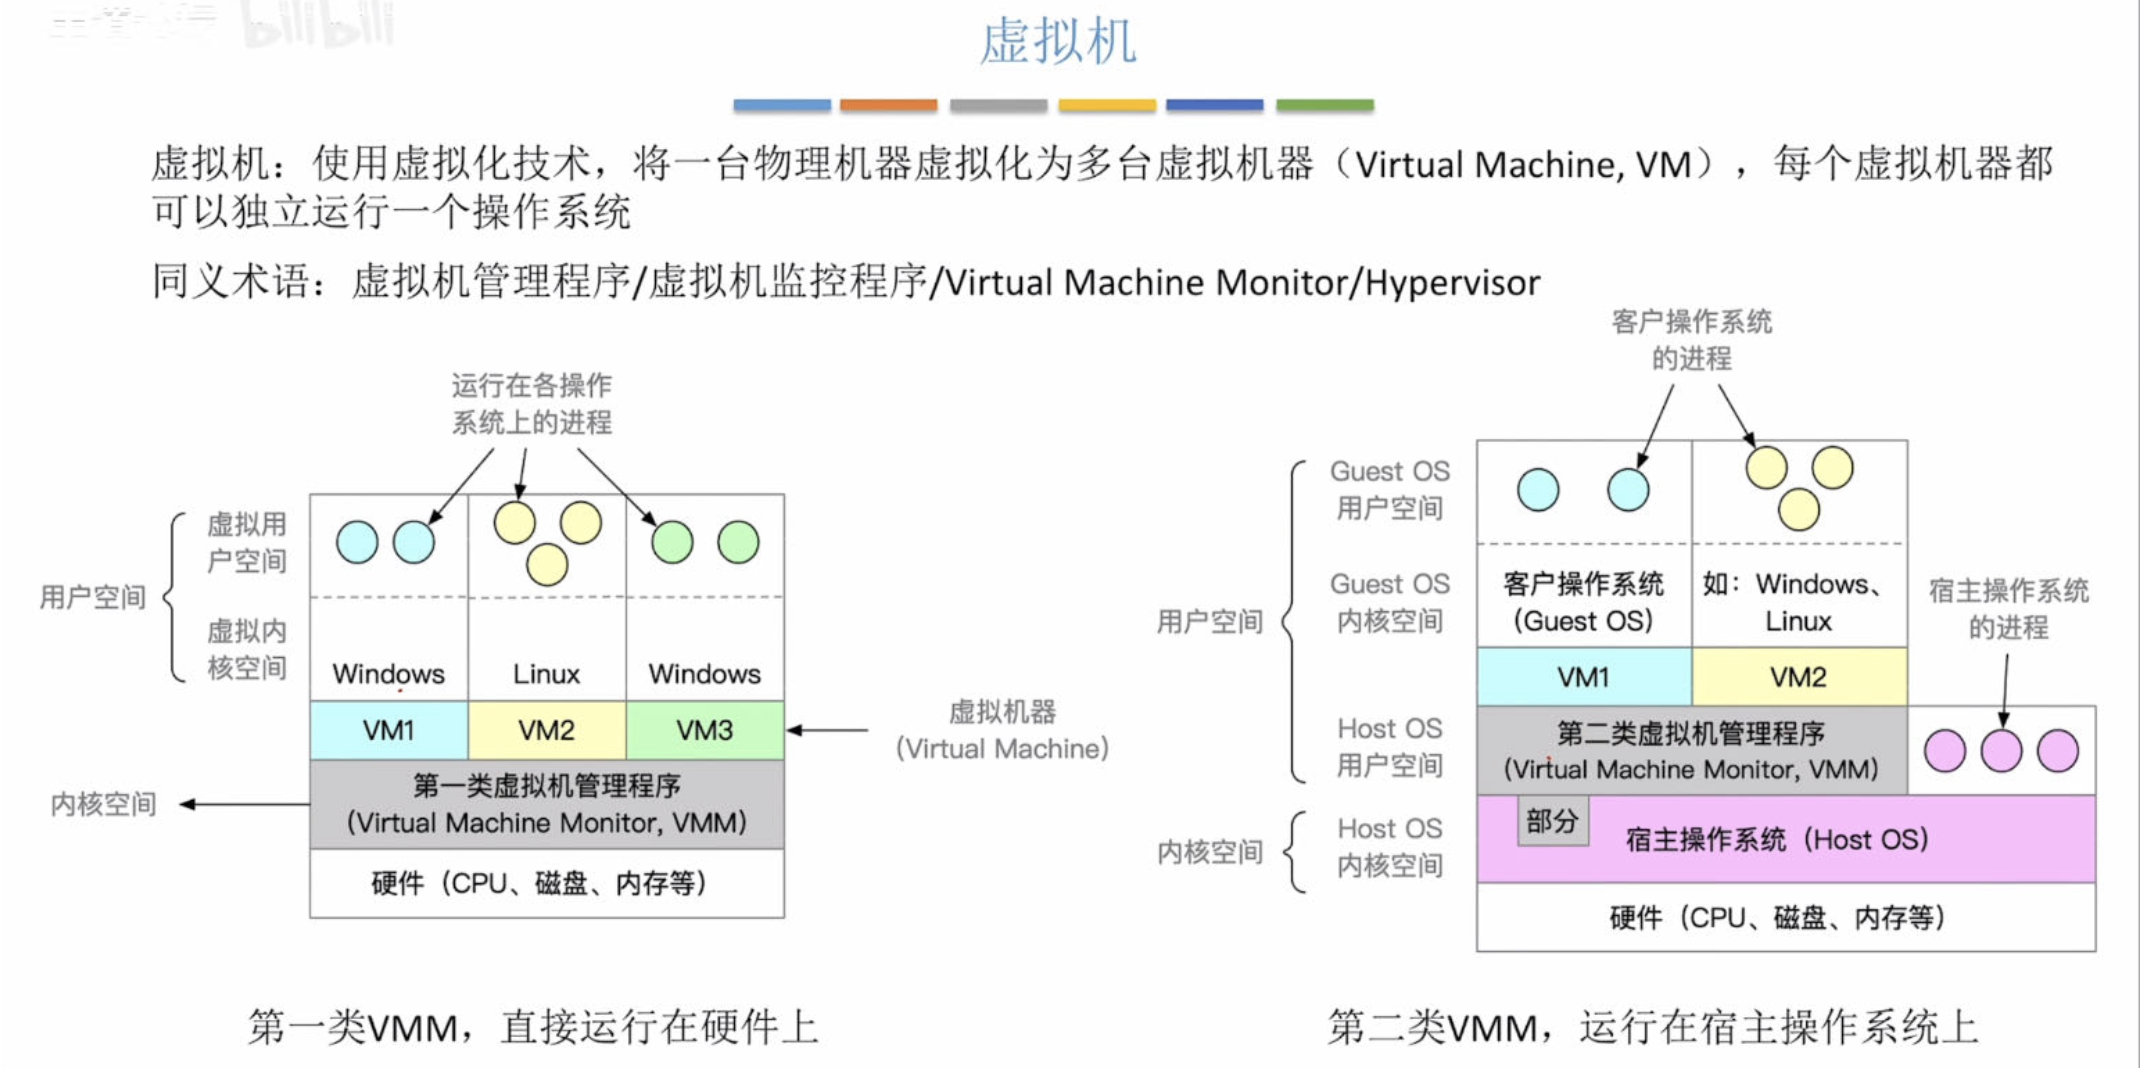 bilibili
虚拟机
虚拟机：使用虚拟化技术，将一台物理机器虚拟化为多台虚拟机器（Virtual Machine, VM），每个虚拟机器都
可以独立运行一个操作系统
同义术语：虚拟机管理程序/虚拟机监控程序/Virtual Machine Monitor/Hypervisor
运行在各操作
系统上的进程
用户空间
虚拟用
户空间
虚拟内
核空间
Windows
Linux
Windows
VM1
VM2
VM3
虚拟机器
(Virtual Machine)
内核空间
第一类虚拟机管理程序
(Virtual Machine Monitor, VMM)
硬件（CPU、磁盘、内存等）
第一类VMM，直接运行在硬件上
客户操作系统
的进程
用户空间
Guest OS
用户空间
Guest OS
内核空间
客户操作系统
(Guest OS)
如：Windows、
Linux
VM1
VM2
宿主操作系统
的进程
Host OS
用户空间
第二类虚拟机管理程序
(Virtual Machine Monitor, VMM)
内核空间
Host OS
内核空间
部分
宿主操作系统（Host OS）
硬件（CPU、磁盘、内存等）
第二类VMM，运行在宿主操作系统上